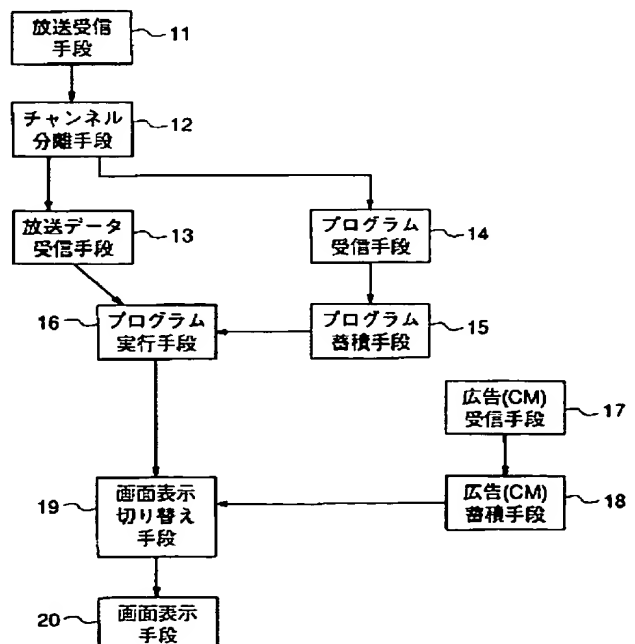 放送受信
手段
11
チャンネル
分離手段
12
放送データ
受信手段
13
プログラム
受信手段
14
16
プログラム
実行手段
プログラム
蓄積手段
15
広告(CM)
受信手段
17
19
画面表示
切り替え
手段
広告(CM)
蓄積手段
18
20
画面表示
手段